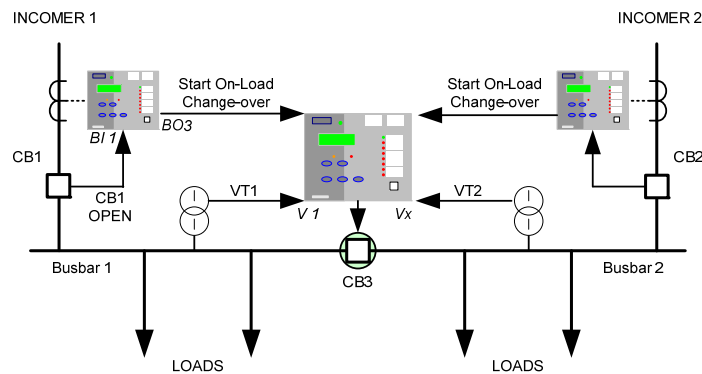 INCOMER 1
INCOMER 2
Start On-Load
Change-over
Start On-Load
Change-over
BI 1
BO3
CB1
CB2
CB1
OPEN
VT1
VT2
V 1
Vx
Busbar 1
Busbar 2
CB3
LOADS
LOADS